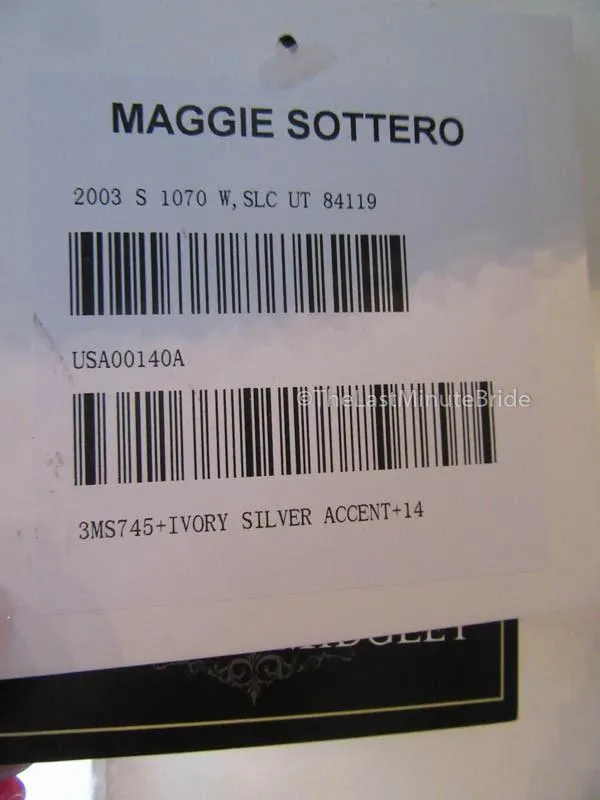 MAGGIE SOTTERO
2003 S 1070 W, SLC UT 84119
USA00140A
©TheLastMinuteBride
3MS745+IVORY SILVER ACCENT+14